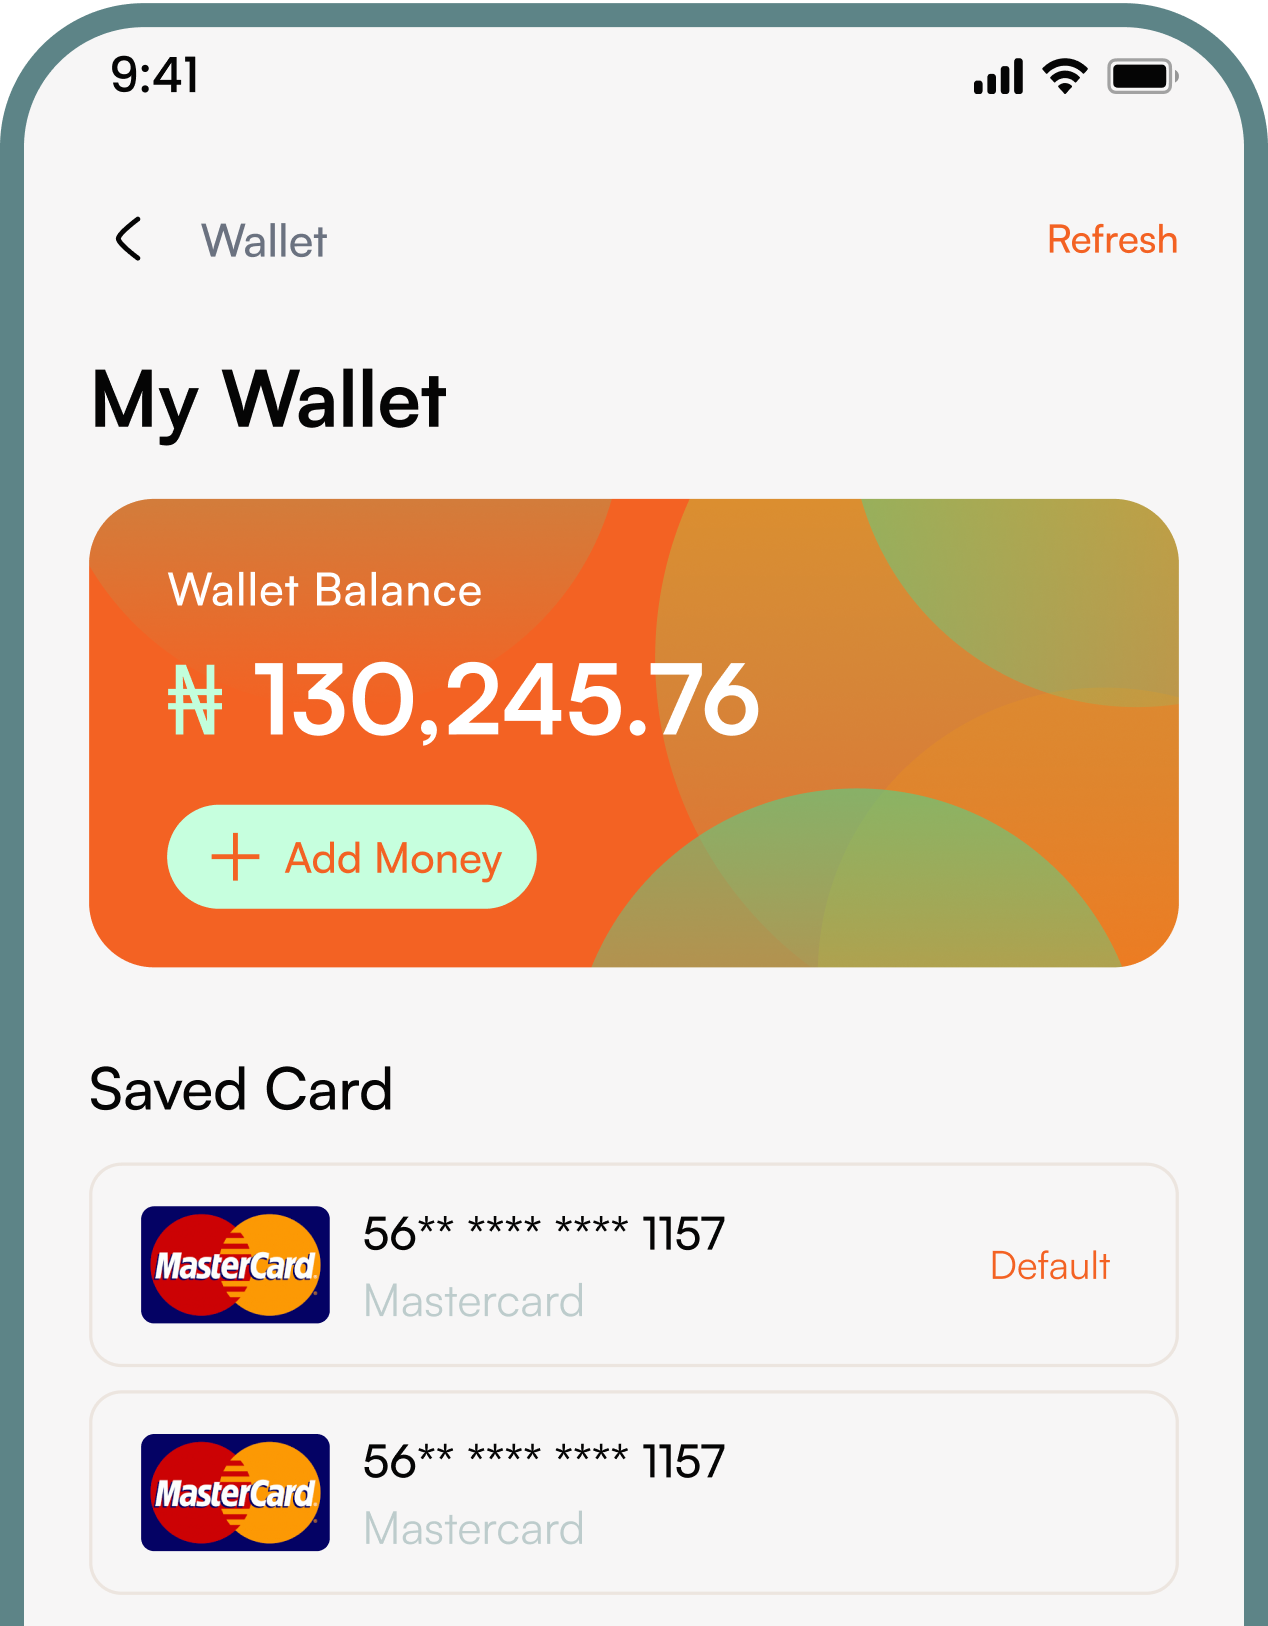 9:41
Wallet
Refresh
My Wallet
Wallet Balance
₦ 130,245.76
Add Money
Saved Card
MasterCard
56** **** **** 1157
Mastercard
Default
MasterCard
56** **** **** 1157
Mastercard